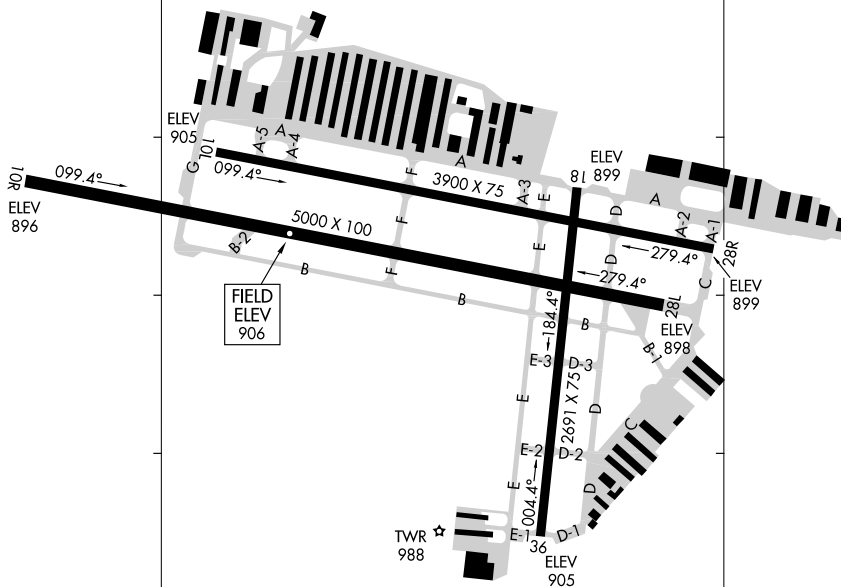 ELEV
905
A-5
A
A-4
10L
G
099.4°
F
A
3900 X 75
A-3
E
18
ELEV
899
D
A
A-2
A-1
28R
10R
099.4°
ELEV
896
5000 X 100
F
E
D
279.4°
279.4°
C
ELEV
899
B-2
B
F
B
FIELD
ELEV
906
28L
ELEV
898
184.4°
B
B-1
E-3
D-3
2691 X 75
E
D
C
E-2
D-2
004.4°
E
D
TWR
988
E-1
36
D-1
ELEV
905